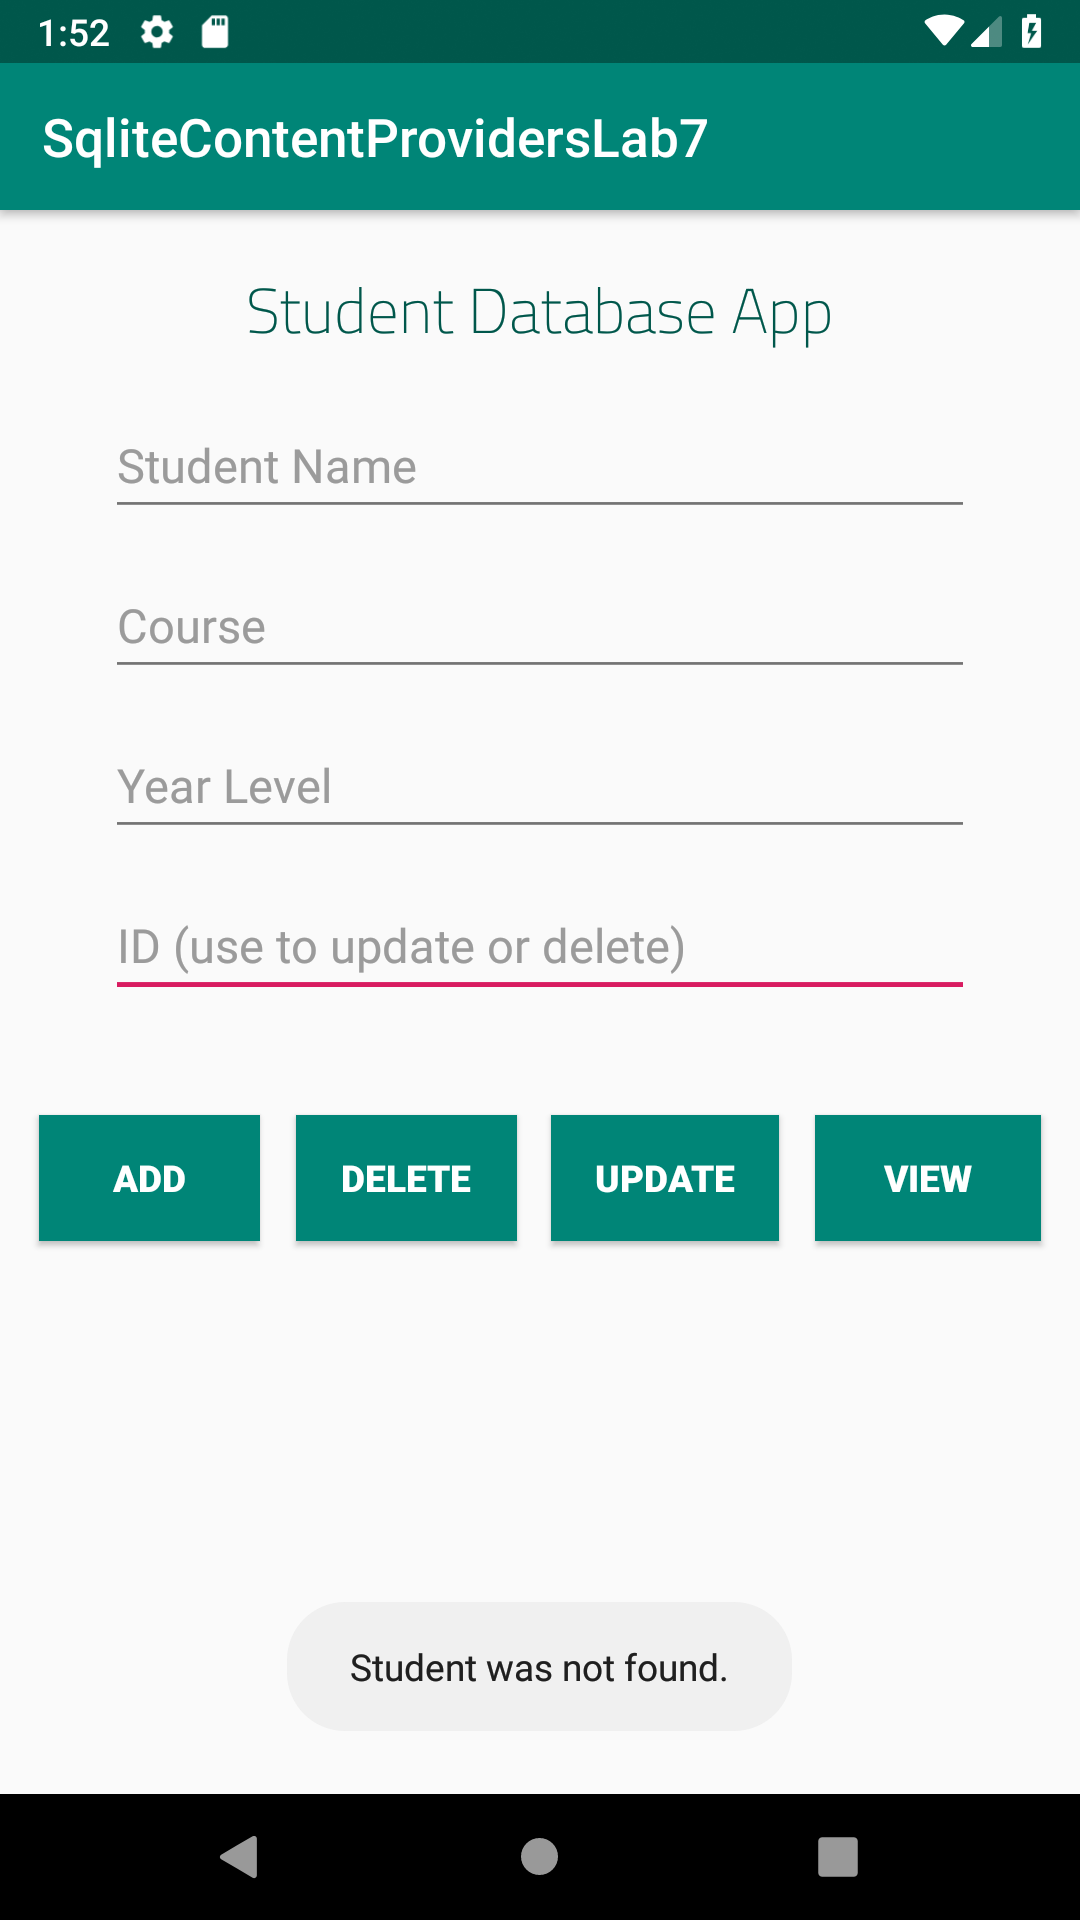 1:52
SqliteContentProvidersLab7
Student Database App
Student Name
Course
Year Level
ID (use to update or delete)
ADD DELETE UPDATE VIEW
Student was not found.